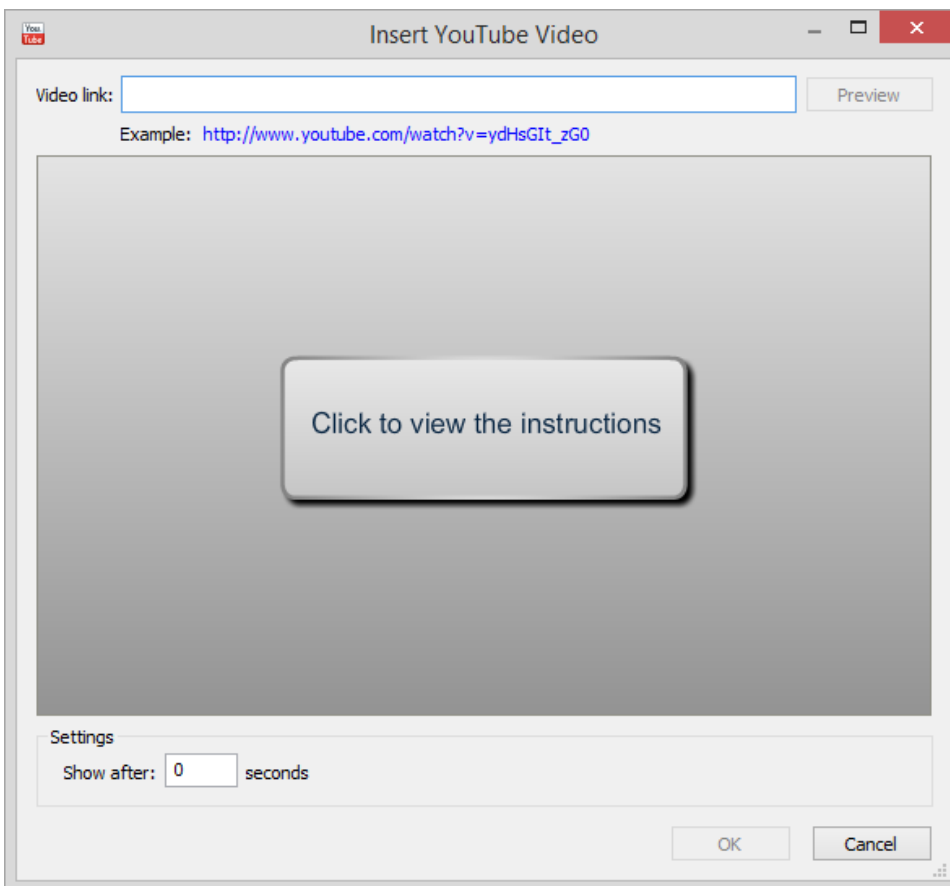 You
Tube
Insert YouTube Video
Video link:
Preview
Example: http://www.youtube.com/watch?v=ydHsGIt_zG0
Click to view the instructions
Settings
Show after: 0 seconds
OK
Cancel